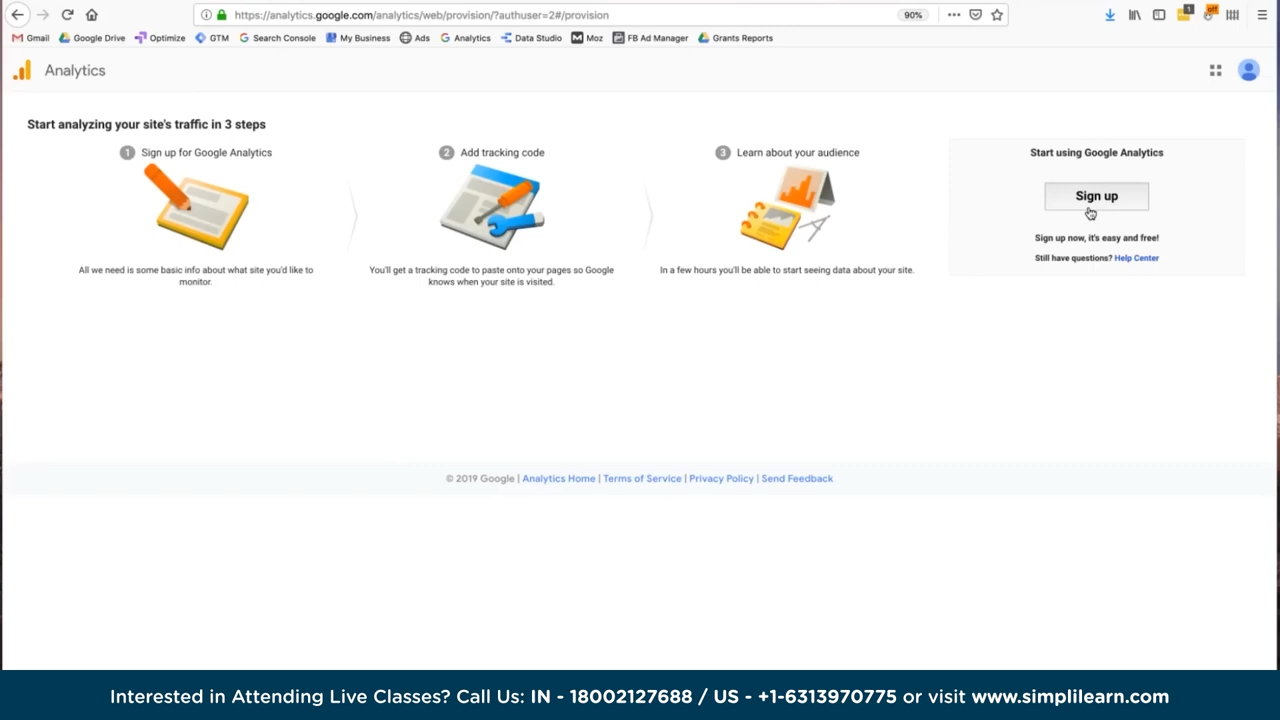 https://analytics.google.com/analytics/web/provision/?authuser=2#/provision
90%
1
off
Gmail
Google Drive
Optimize
GTM
Search Console
My Business
Ads
Analytics
Data Studio
Moz
FB Ad Manager
Grants Reports
Analytics
Start analyzing your site's traffic in 3 steps
1 Sign up for Google Analytics
All we need is some basic info about what site you'd like to
monitor.
2 Add tracking code
You'll get a tracking code to paste onto your pages so Google
knows when your site is visited.
3 Learn about your audience
In a few hours you'll be able to start seeing data about your site.
Start using Google Analytics
Sign up
Sign up now, it's easy and free!
Still have questions? Help Center
© 2019 Google | Analytics Home | Terms of Service | Privacy Policy | Send Feedback
Interested in Attending Live Classes? Call Us: IN - 18002127688 / US - +1-6313970775 or visit www.simplilearn.com